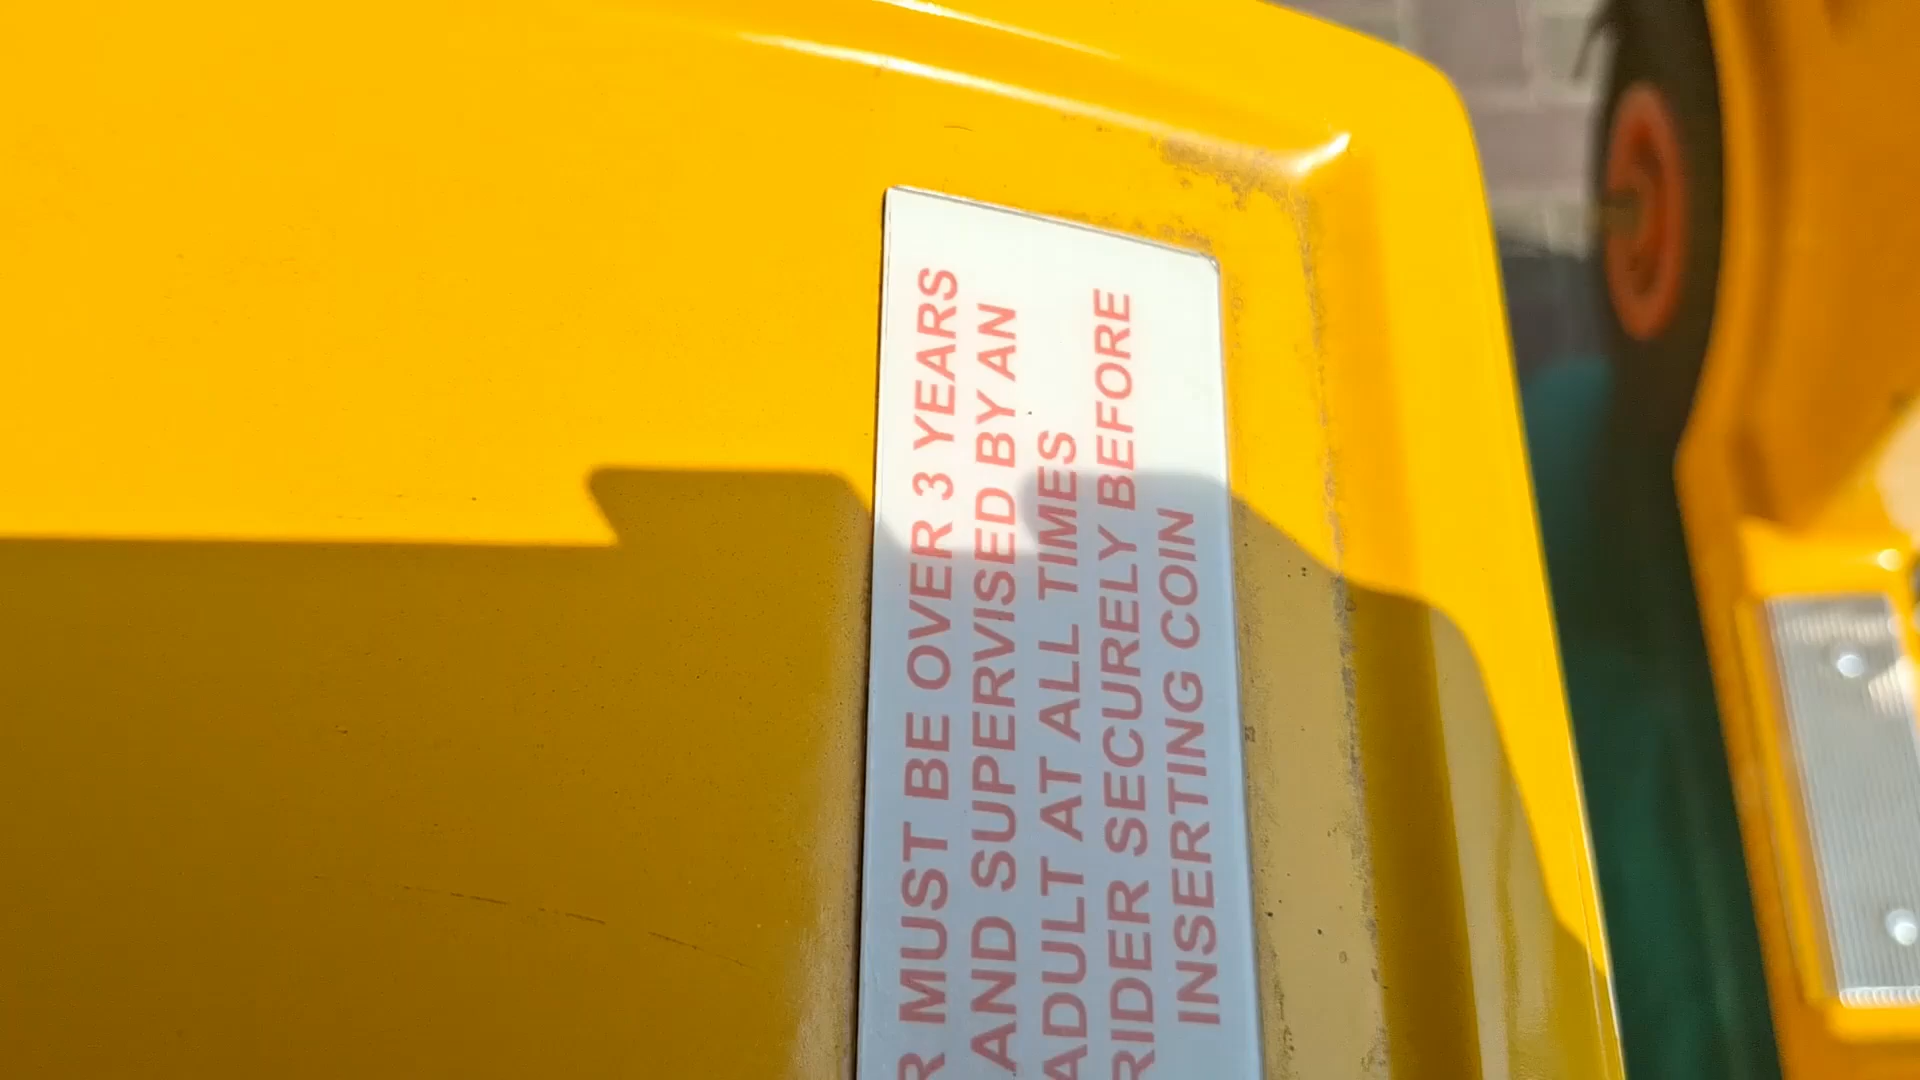 R MUST BE OVER 3 YEARS
AND SUPERVISED BY AN
ADULT AT ALL TIMES
RIDER SECURELY BEFORE
INSERTING COIN